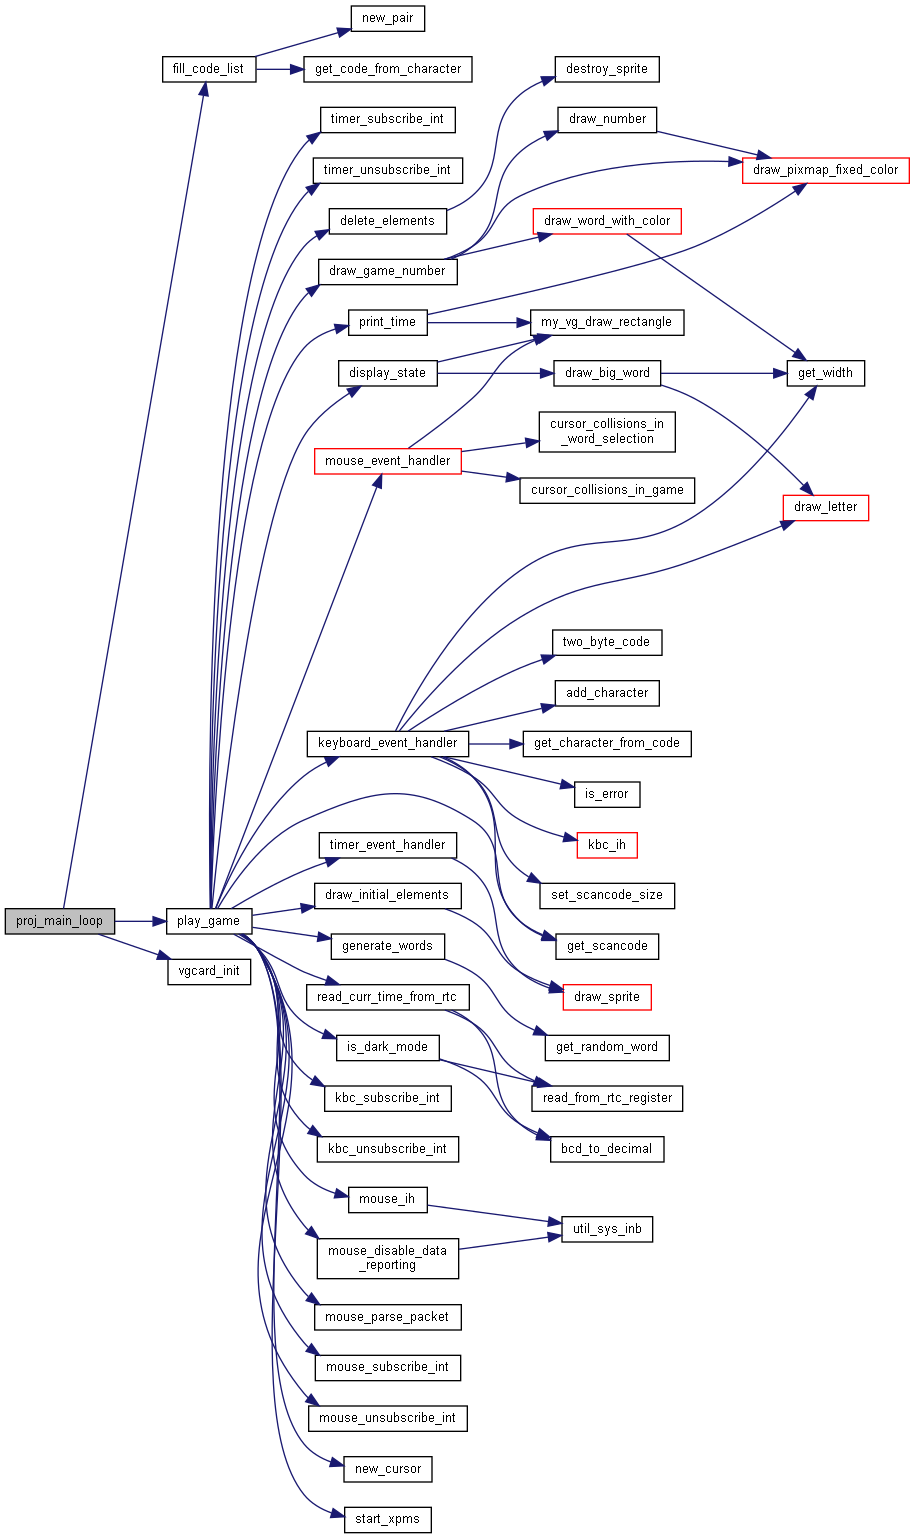 new_pair
fill_code_list
get_code_from_character
destroy_sprite
timer_subscribe_int
draw_number
timer_unsubscribe_int
draw_pixmap_fixed_color
delete_elements
draw_word_with_color
draw_game_number
print_time
my_vg_draw_rectangle
display_state
draw_big_word
get_width
cursor_collisions_in
_word_selection
mouse_event_handler
cursor_collisions_in_game
draw_letter
two_byte_code
add_character
keyboard_event_handler
get_character_from_code
is_error
timer_event_handler
kbc_ih
draw_initial_elements
set_scancode_size
proj_main_loop
play_game
generate_words
get_scancode
vgcard_init
read_curr_time_from_rtc
draw_sprite
is_dark_mode
get_random_word
kbc_subscribe_int
read_from_rtc_register
kbc_unsubscribe_int
bcd_to_decimal
mouse_ih
util_sys_inb
mouse_disable_data
_reporting
mouse_parse_packet
mouse_subscribe_int
mouse_unsubscribe_int
new_cursor
start_xpms